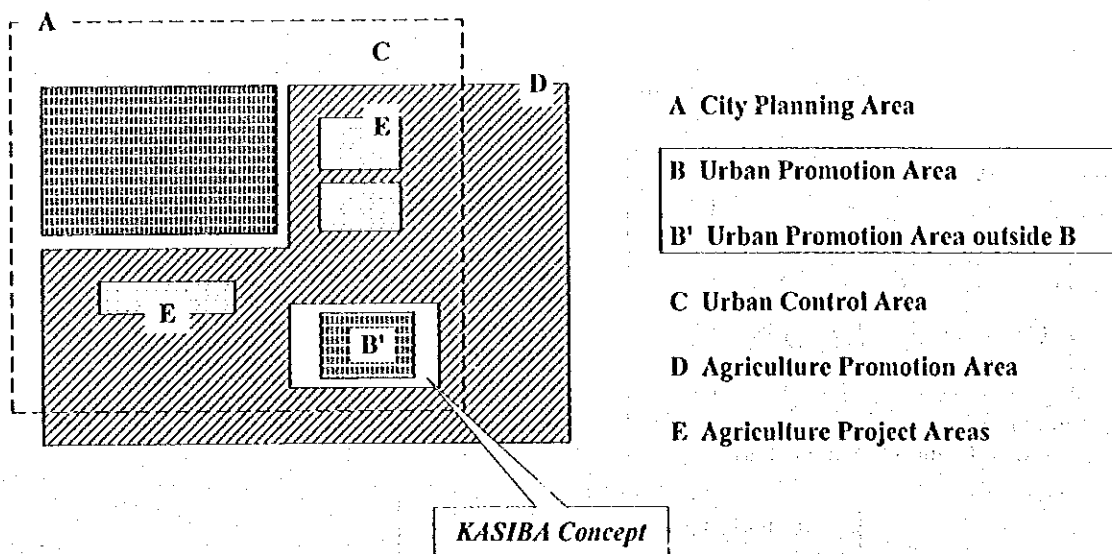 A
C
D
E
E
B'
KASIBA Concept
A City Planning Area
B Urban Promotion Area
B' Urban Promotion Area outside B
C Urban Control Area
D Agriculture Promotion Area
E Agriculture Project Areas